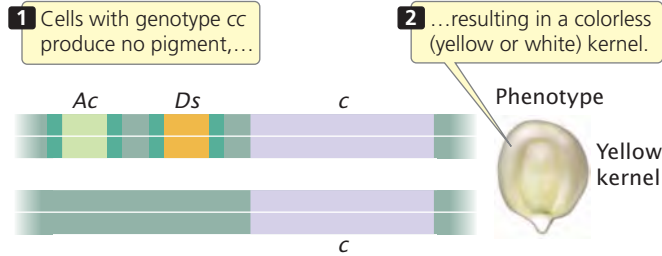 1 Cells with genotype cc
produce no pigment,…
2 …resulting in a colorless
(yellow or white) kernel.
Ac
Ds
c
Phenotype
Yellow
kernel
c